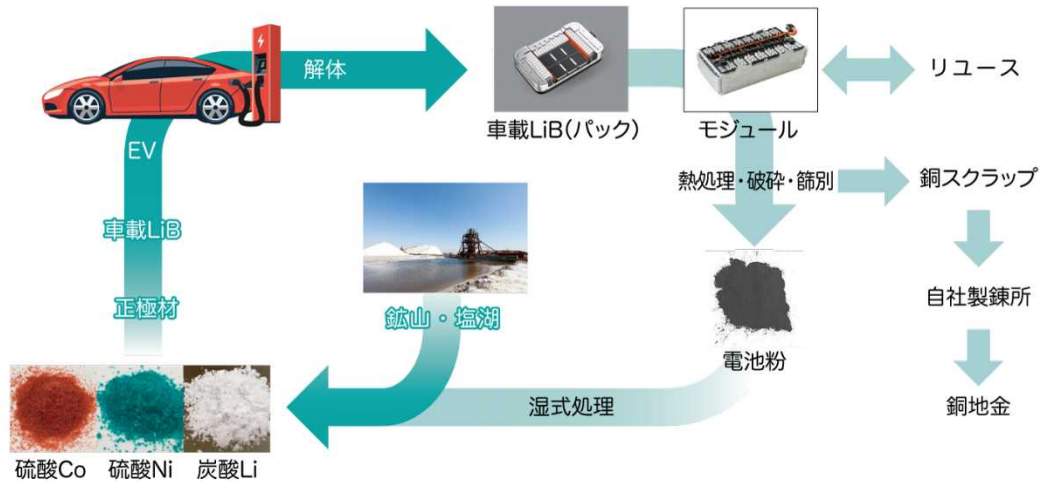 解体
車載LiB(パック)
モジュール
リユース
EV
熱処理・破砕・篩別
銅スクラップ
車載LiB
正極材
鉱山・塩湖
自社製錬所
電池粉
湿式処理
銅地金
硫酸Co
硫酸Ni
炭酸Li